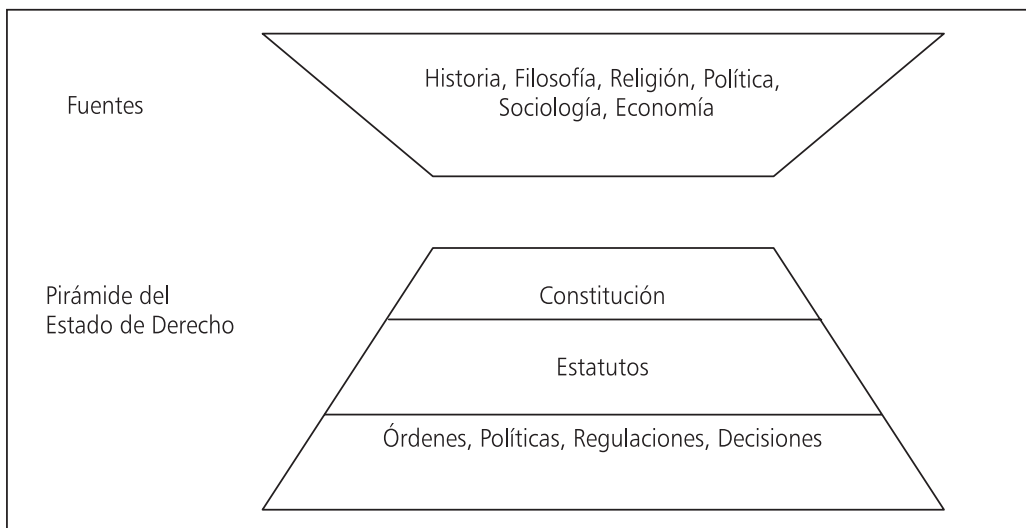 Fuentes
Historia, Filosofía, Religión, Política,
Sociología, Economía
Pirámide del
Estado de Derecho
Constitución
Estatutos
Órdenes, Políticas, Regulaciones, Decisiones